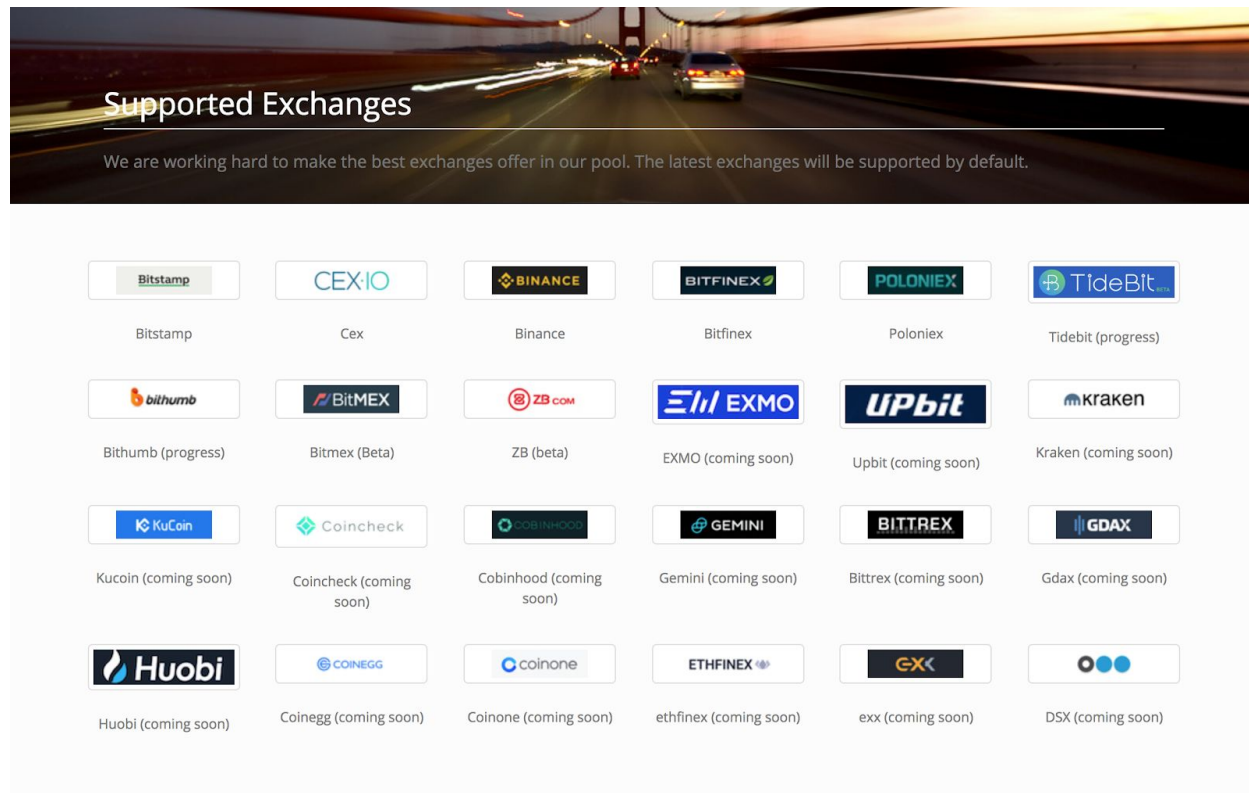 Supported Exchanges
We are working hard to make the best exchanges offer in our pool. The latest exchanges will be supported by default.
Bitstamp
CEX·IO
BINANCE
BITFINEX
POLONIEX
TideBit BETA
Bitstamp
Cex
Binance
Bitfinex
Poloniex
Tidebit (progress)
bithumb
BitMEX
ZB COM
EXMO
UPbit
kraken
Bithumb (progress)
Bitmex (Beta)
ZB (beta)
EXMO (coming soon)
Upbit (coming soon)
Kraken (coming soon)
KuCoin
Coincheck
COBINHOOD
GEMINI
BITTREX
GDAX
Kucoin (coming soon)
Coincheck (coming
soon)
Cobinhood (coming
soon)
Gemini (coming soon)
Bittrex (coming soon)
Gdax (coming soon)
Huobi
COINEGG
coinone
ETHFINEX
EXX
Huobi (coming soon)
Coinegg (coming soon)
Coinone (coming soon)
ethfinex (coming soon)
exx (coming soon)
DSX (coming soon)